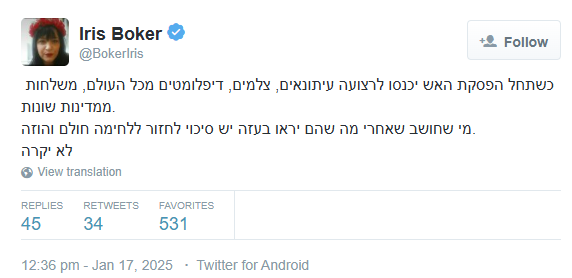 Iris Boker
@BokerIris
Follow
כשתחל הפסקת האש יכנסו לרצועה עיתונאים, צלמים, דיפלומטים מכל העולם, משלחות
ממדינות שונות.
מי שחושב שאחרי מה שהם יראו בעזה יש סיכוי לחזור ללחימה חולם והוזה.
לא יקרה
View translation
REPLIES RETWEETS FAVORITES
45 34 531
12:36 pm - Jan 17, 2025 · Twitter for Android